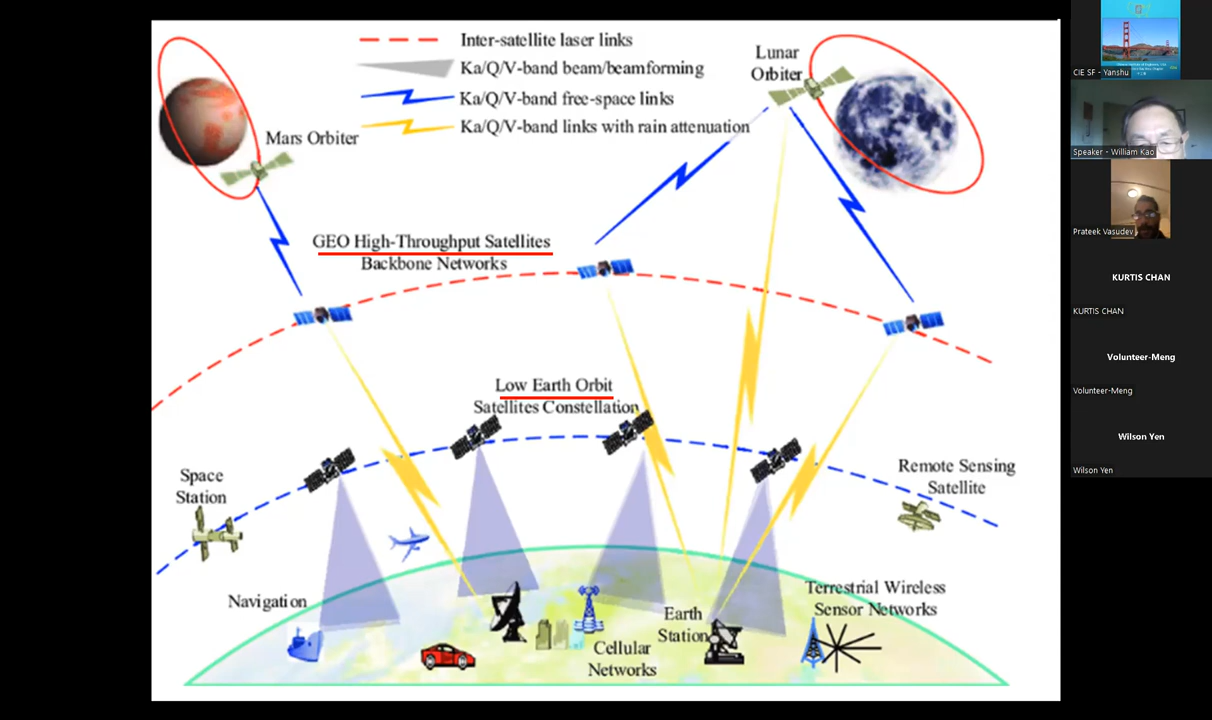 Inter-satellite laser links
Ka/Q/V-band beam/beamforming
Ka/Q/V-band free-space links
Ka/Q/V-band links with rain attenuation
Lunar
Orbiter
Mars Orbiter
GEO High-Throughput Satellites
Backbone Networks
Low Earth Orbit
Satellites Constellation
Space
Station
Remote Sensing
Satellite
Navigation
Terrestrial Wireless
Sensor Networks
Earth
Station
Cellular
Networks
CIE SF - Yanshu
Speaker - William Kao
Prateek Vasudev
KURTIS CHAN
KURTIS CHAN
Volunteer-Meng
Volunteer-Meng
Wilson Yen
Wilson Yen